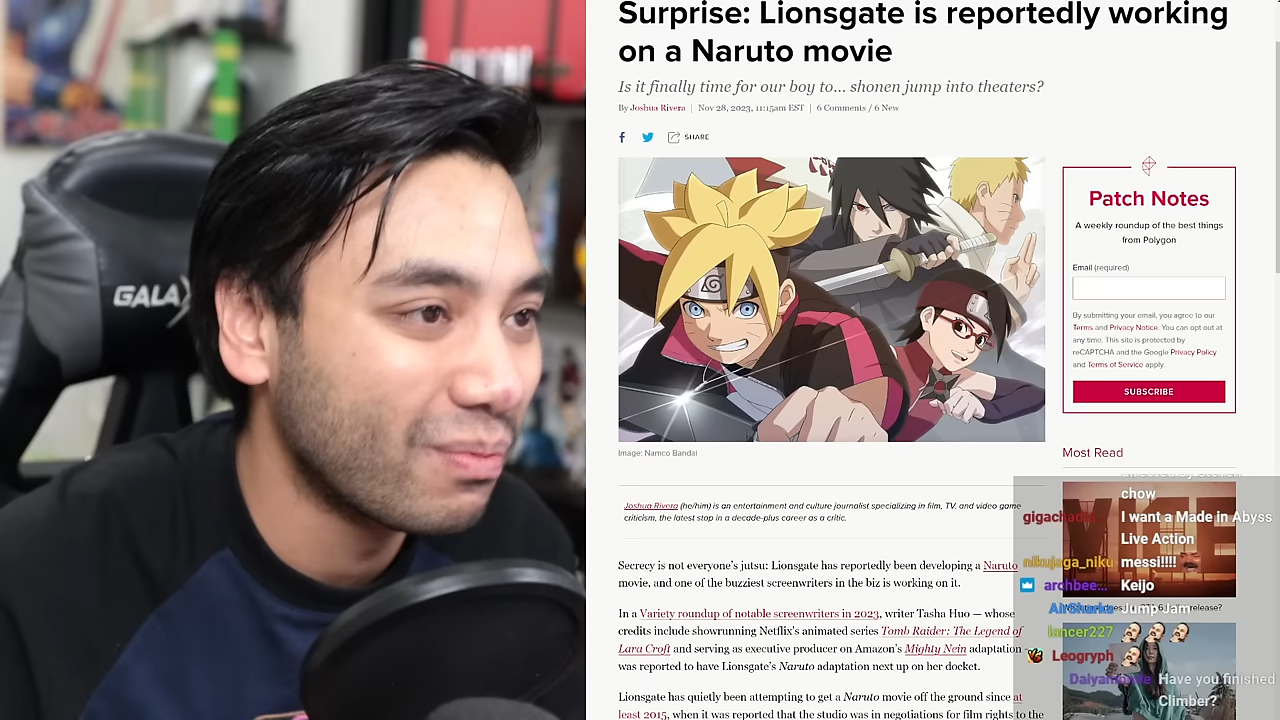 Surprise: Lionsgate is reportedly working
on a Naruto movie
Is it finally time for our boy to... shonen jump into theaters?
By Joshua Rivera | Nov 28, 2023, 11:15am EST | 6 Comments / 6 New
SHARE
GALAX
Image: Namco Bandai
Joshua Rivera (he/him) is an entertainment and culture journalist specializing in film, TV, and video game
criticism, the latest stop in a decade-plus career as a critic.
Secrecy is not everyone's jutsu: Lionsgate has reportedly been developing a Naruto
movie, and one of the buzziest screenwriters in the biz is working on it.
In a Variety roundup of notable screenwriters in 2023, writer Tasha Huo — whose
credits include showrunning Netflix's animated series Tomb Raider: The Legend of
Lara Croft and serving as executive producer on Amazon's Mighty Nein adaptation —
was reported to have Lionsgate's Naruto adaptation next up on her docket.
Lionsgate has quietly been attempting to get a Naruto movie off the ground since at
least 2015, when it was reported that the studio was in negotiations for film rights to the
Patch Notes
A weekly roundup of the best things
from Polygon
Email (required)
By submitting your email, you agree to our
Terms and Privacy Notice. You can opt out at
any time. This site is protected by
reCAPTCHA and the Google Privacy Policy
and Terms of Service apply.
SUBSCRIBE
Most Read
chow
I want a Made in Abyss
Live Action
nikujaga_niku messi!!!!
archbee... Keijo
Jump Jam
release?
lancer227
Leogryph
Have you finished
Climber?